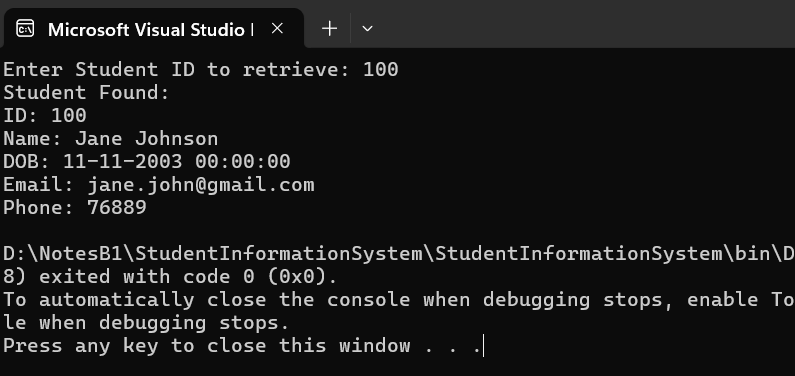 Microsoft Visual Studio
Enter Student ID to retrieve: 100
Student Found:
ID: 100
Name: Jane Johnson
DOB: 11-11-2003 00:00:00
Email: jane.john@gmail.com
Phone: 76889
D:\NotesB1\StudentInformationSystem\StudentInformationSystem\bin\D
8) exited with code 0 (0x0).
To automatically close the console when debugging stops, enable To
le when debugging stops.
Press any key to close this window . . .